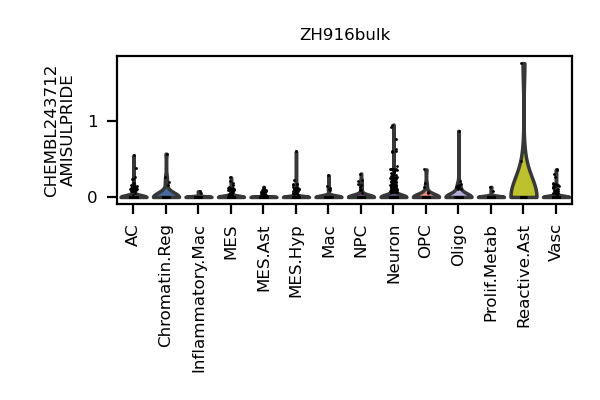 ZH916bulk
CHEMBL243712
AMISULPRIDE
1
0
AC
Chromatin.Reg
Inflammatory.Mac
MES
MES.Ast
MES.Hyp
Mac
NPC
Neuron
OPC
Oligo
Prolif.Metab
Reactive.Ast
Vasc